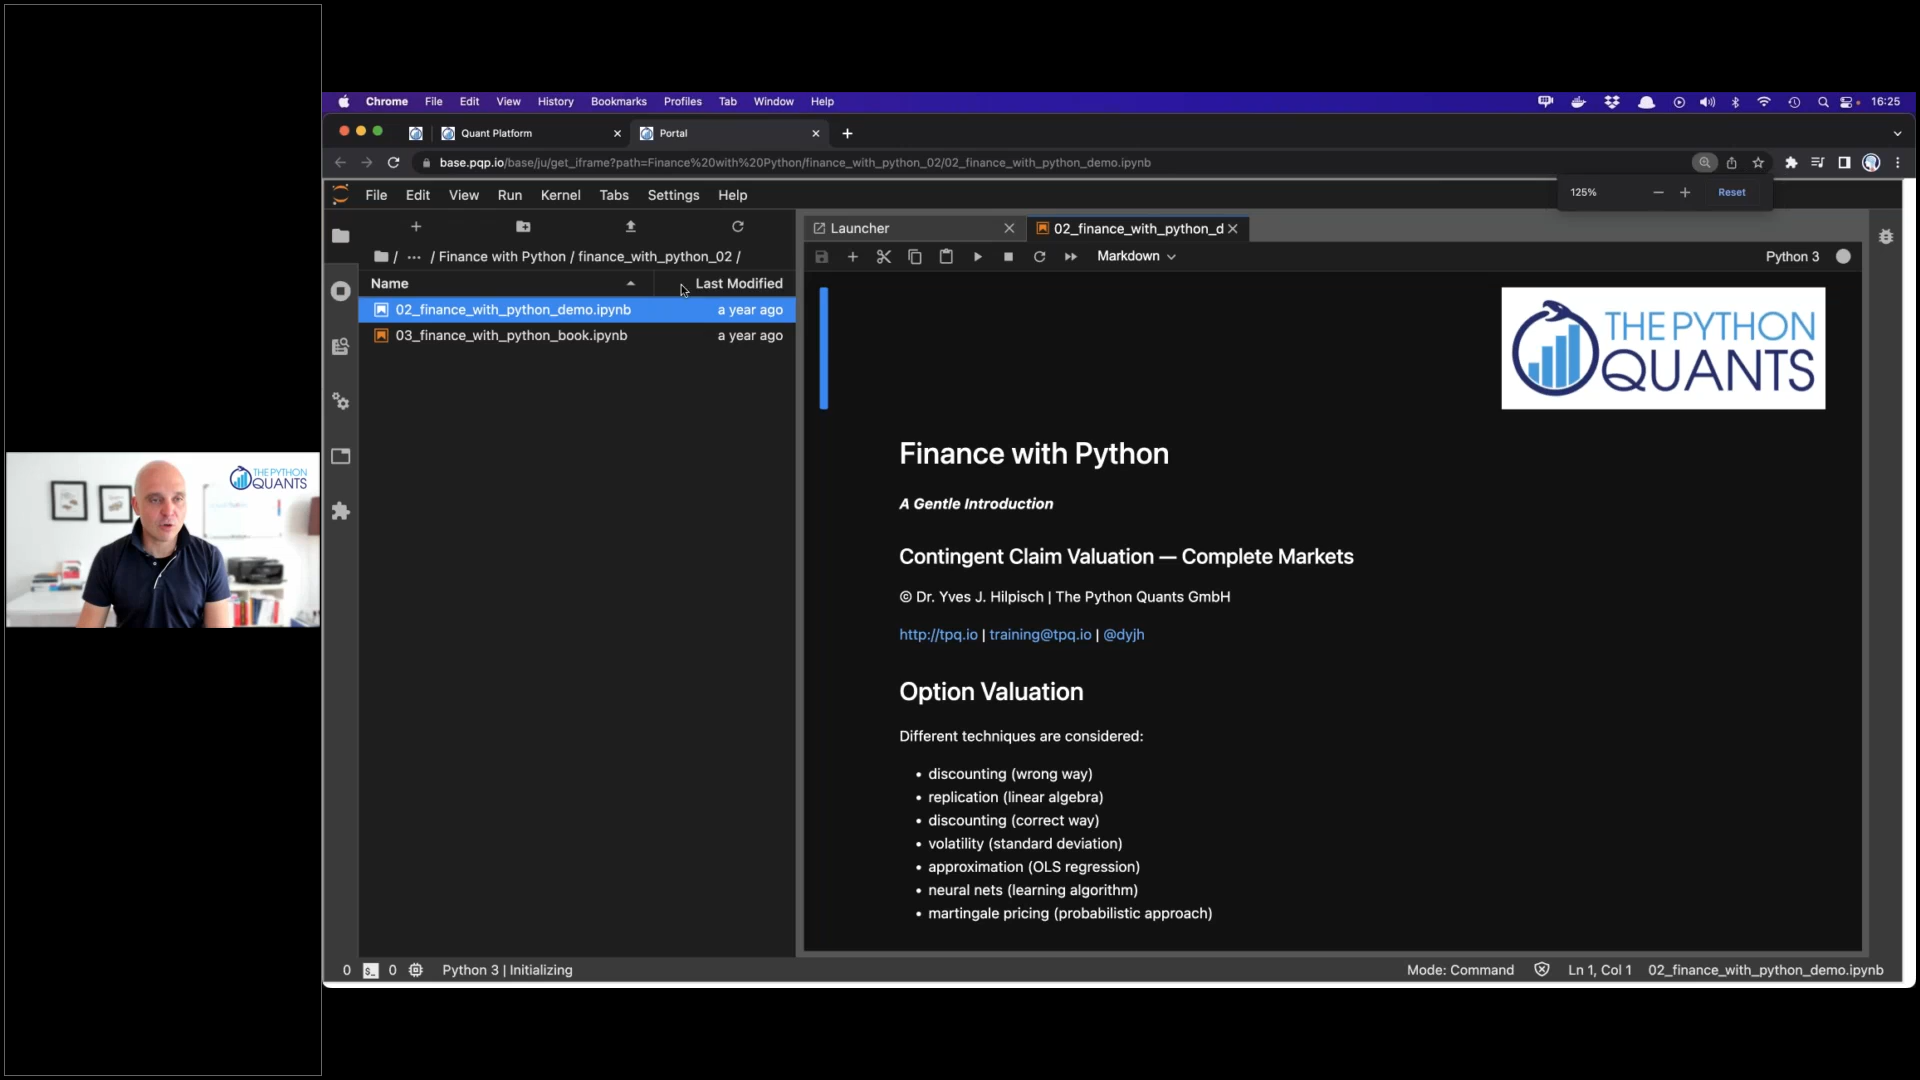 Chrome File Edit View History Bookmarks Profiles Tab Window Help 16:25
Quant Platform Portal
base.pqp.io/base/ju/get_iframe?path=Finance%20with%20Python/finance_with_python_02/02_finance_with_python_demo.ipynb
125% Reset
File Edit View Run Kernel Tabs Settings Help
Launcher 02_finance_with_python_d
/ ··· / Finance with Python / finance_with_python_02 /
Markdown Python 3
Name Last Modified
02_finance_with_python_demo.ipynb a year ago
03_finance_with_python_book.ipynb a year ago
THE PYTHON
QUANTS
Finance with Python
A Gentle Introduction
Contingent Claim Valuation — Complete Markets
© Dr. Yves J. Hilpisch | The Python Quants GmbH
http://tpq.io | training@tpq.io | @dyjh
Option Valuation
Different techniques are considered:
• discounting (wrong way)
• replication (linear algebra)
• discounting (correct way)
• volatility (standard deviation)
• approximation (OLS regression)
• neural nets (learning algorithm)
• martingale pricing (probabilistic approach)
THE PYTHON
QUANTS
0 $_ 0 Python 3 | Initializing Mode: Command Ln 1, Col 1 02_finance_with_python_demo.ipynb